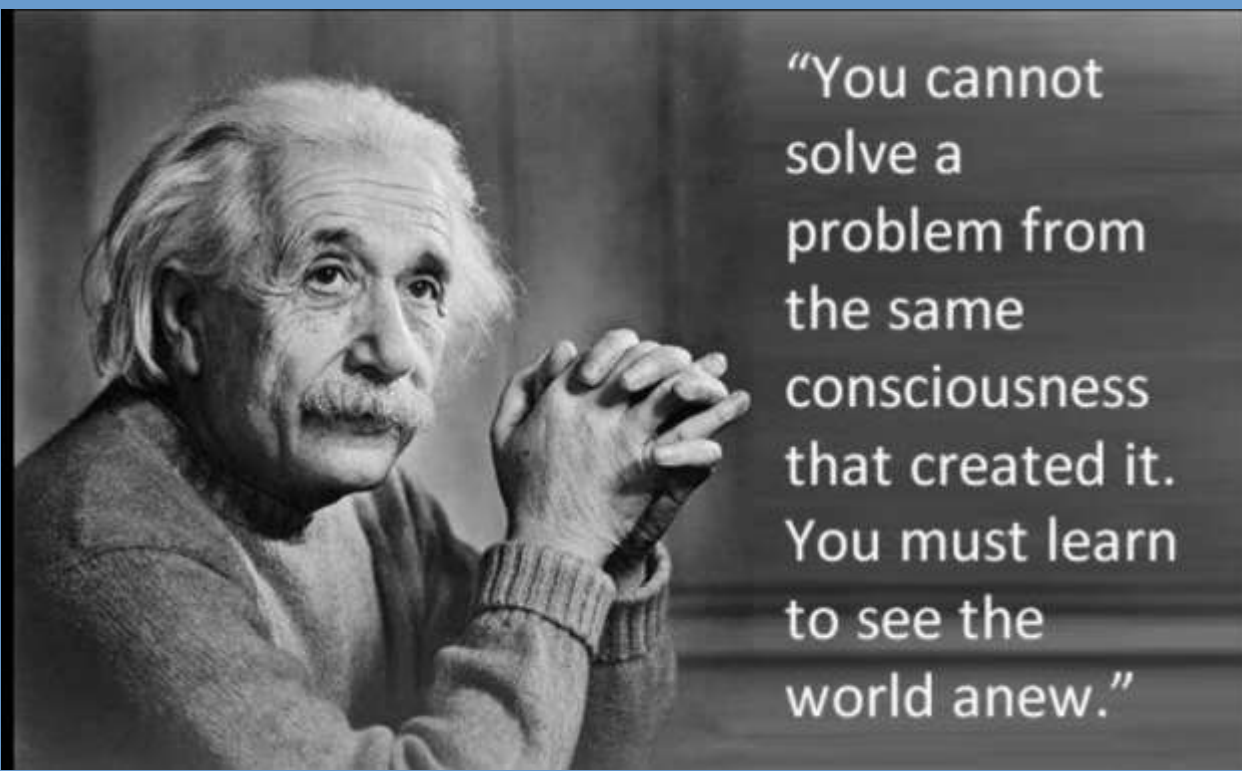 “You cannot
solve a
problem from
the same
consciousness
that created it.
You must learn
to see the
world anew.”